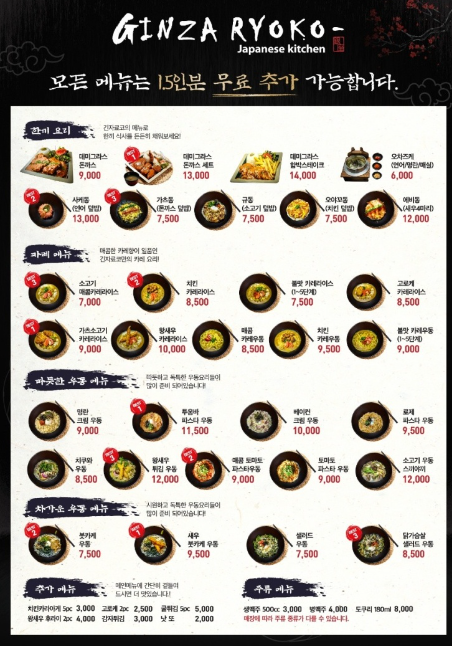 GINZA RYOKO
Japanese kitchen
모든 메뉴는 1.5인분 무료 추가 가능합니다.
한끼 요리
긴자료코의 메뉴로
한끼 식사를 든든히 채워보세요!
데미그라스 돈까스 9,000
데미그라스 돈까스 세트 13,000
데미그라스 함박스테이크 14,000
오차즈케 (연어/명란/매실) 6,000
사케동 (연어 덮밥) 13,000
가츠동 (돈까스 덮밥) 7,500
규동 (소고기 덮밥) 7,500
오야꼬동 (치킨 덮밥) 7,500
에비동 (새우4마리) 12,000
카레 메뉴
매콤한 카레향이 일품인
긴자료코만의 카레 요리!
소고기 매콤카레라이스 7,000
치킨 카레라이스 8,500
불맛 카레라이스 (1~5단계) 7,500
고로케 카레라이스 8,500
가츠소고기 카레라이스 9,000
왕새우 카레라이스 10,000
매콤 카레우동 8,500
치킨 카레우동 9,500
불맛 카레우동 (1~5단계) 9,000
따뜻한 우동 메뉴
따뜻하고 독특한 우동요리들이
많이 준비 되어있습니다!
명란 크림 우동 9,000
투움바 파스타 우동 11,500
베이컨 크림 우동 10,000
로제 파스타 우동 9,500
치쿠와 우동 8,500
왕새우 튀김 우동 12,000
매콤 토마토 파스타우동 9,000
토마토 파스타 우동 9,000
소고기 우동 스끼야끼 12,000
차가운 우동 메뉴
시원하고 독특한 우동요리들이
많이 준비 되어있습니다!
붓카케 우동 7,500
새우 붓카케 우동 9,500
샐러드 우동 7,500
닭가슴살 샐러드 우동 8,500
추가 메뉴
메인메뉴에 간단히 곁들이
드시면 더 맛있습니다!
치킨카라아게 5pc 3,000 고로케 2pc 2,500 굴튀김 5pc 5,000
왕새우 후라이 2pc 4,000 감자튀김 3,000 낫 또 2,000
주류 메뉴
생맥주 500cc 3,000 병맥주 4,000 도쿠리 180ml 8,000
매장에 따라 주류 종류가 다를 수 있습니다.